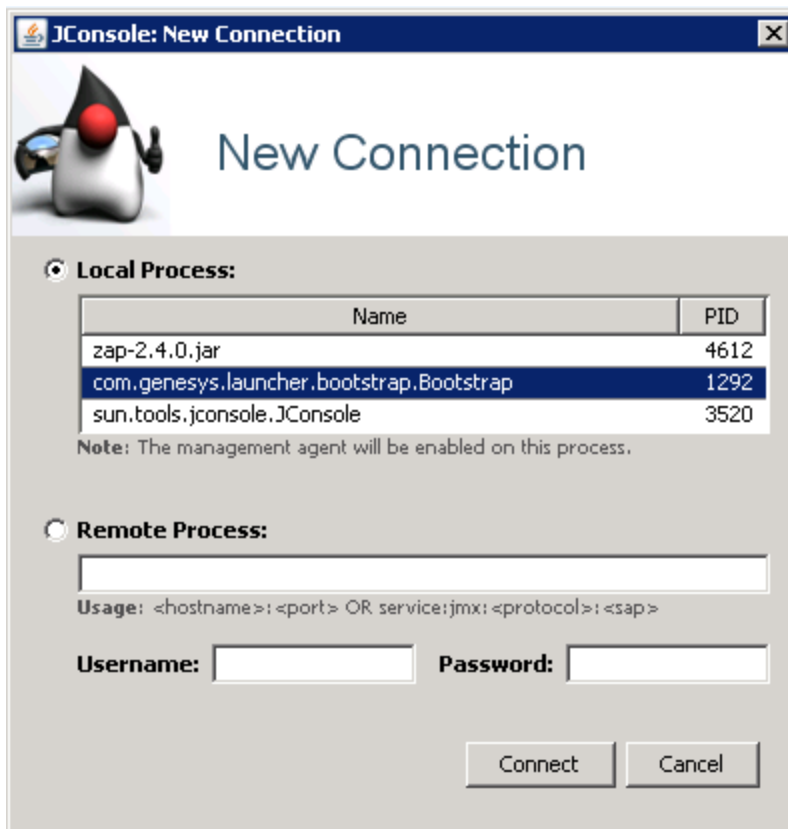 JConsole: New Connection
New Connection
Local Process:
Name PID
zap-2.4.0.jar 4612
com.genesys.launcher.bootstrap.Bootstrap 1292
sun.tools.jconsole.JConsole 3520
Note: The management agent will be enabled on this process.
Remote Process:
Usage: <hostname>:<port> OR service:jmx:<protocol>:<sap>
Username: Password:
Connect Cancel